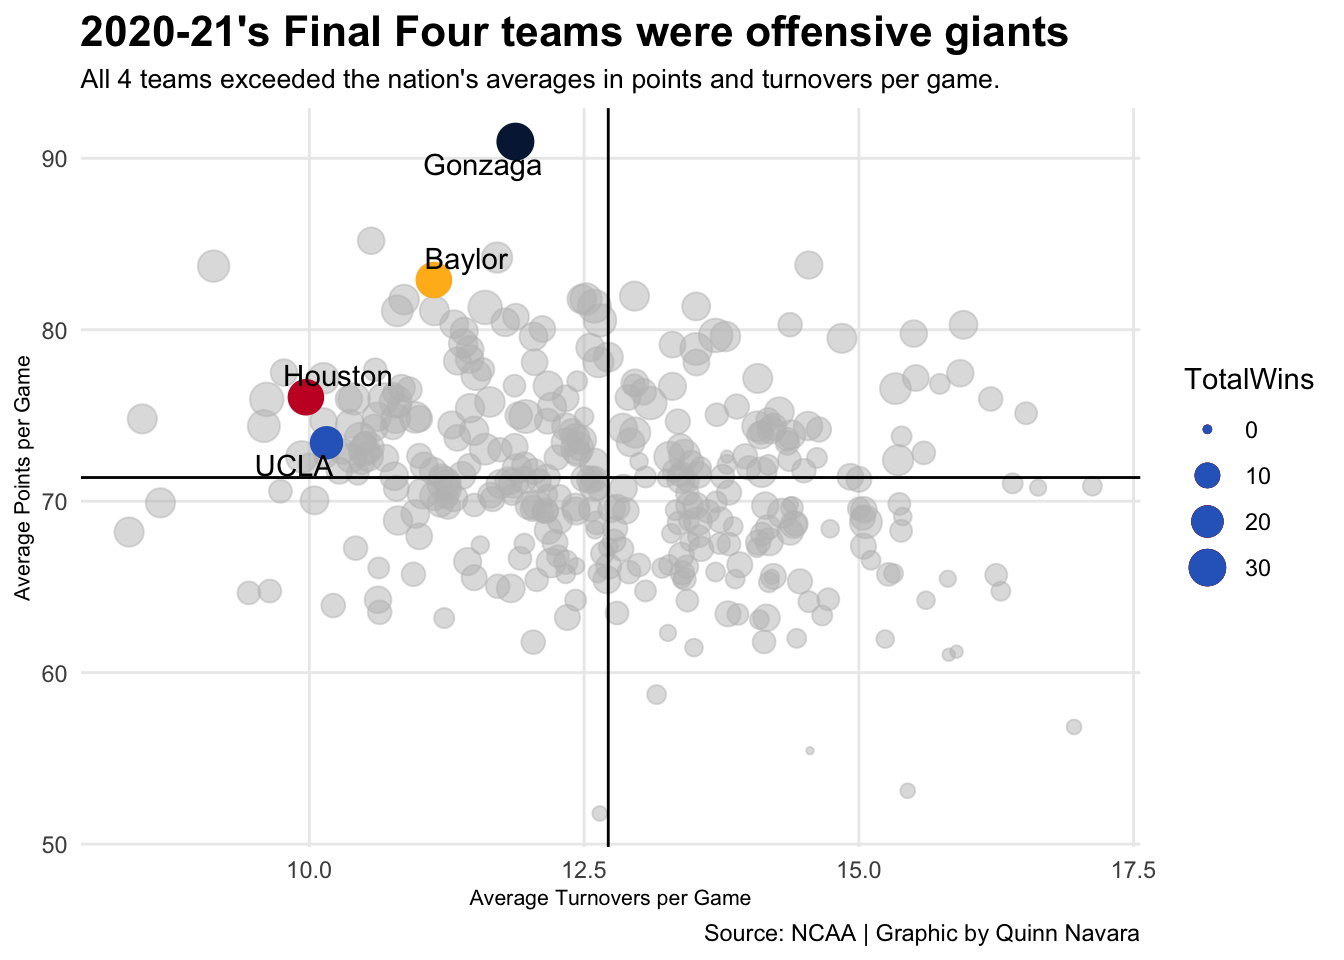 2020-21's Final Four teams were offensive giants
All 4 teams exceeded the nation's averages in points and turnovers per game.
90
80
70
60
50
Average Points per Game
Gonzaga
Baylor
Houston
UCLA
10.0
12.5
15.0
17.5
Average Turnovers per Game
TotalWins
0
10
20
30
Source: NCAA | Graphic by Quinn Navara